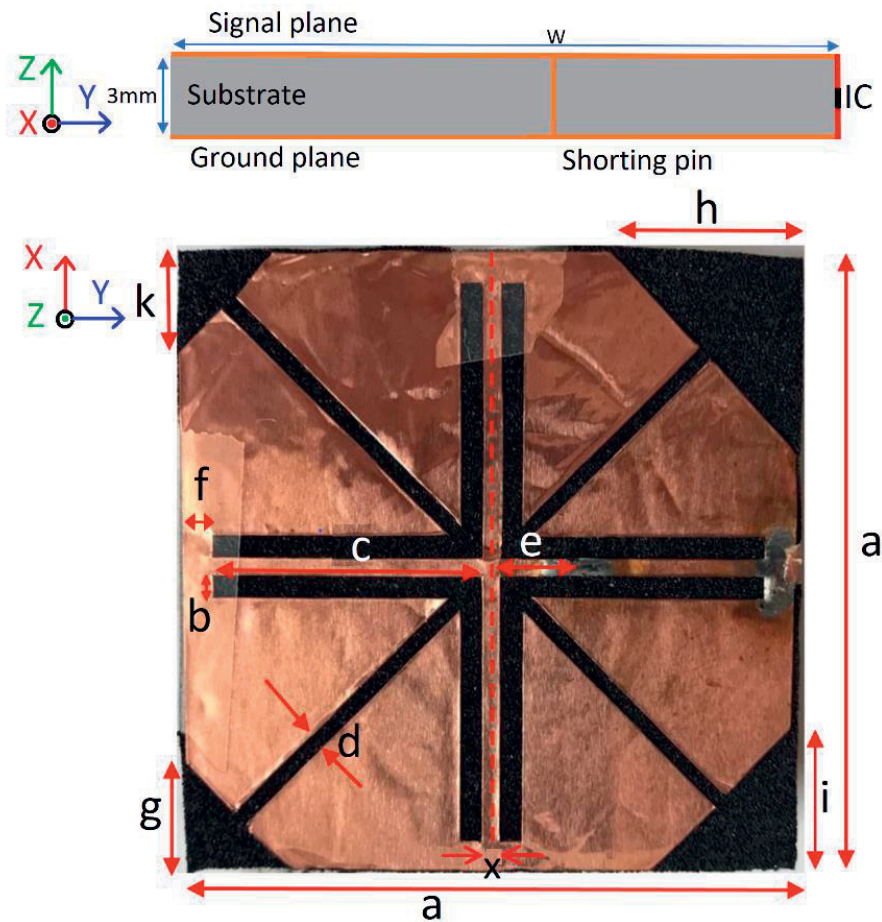 Signal plane
w
Z
Y
X
3mm
Substrate
IC
Ground plane
Shorting pin
h
X
Y
Z
k
f
c
e
a
b
d
g
i
x
a